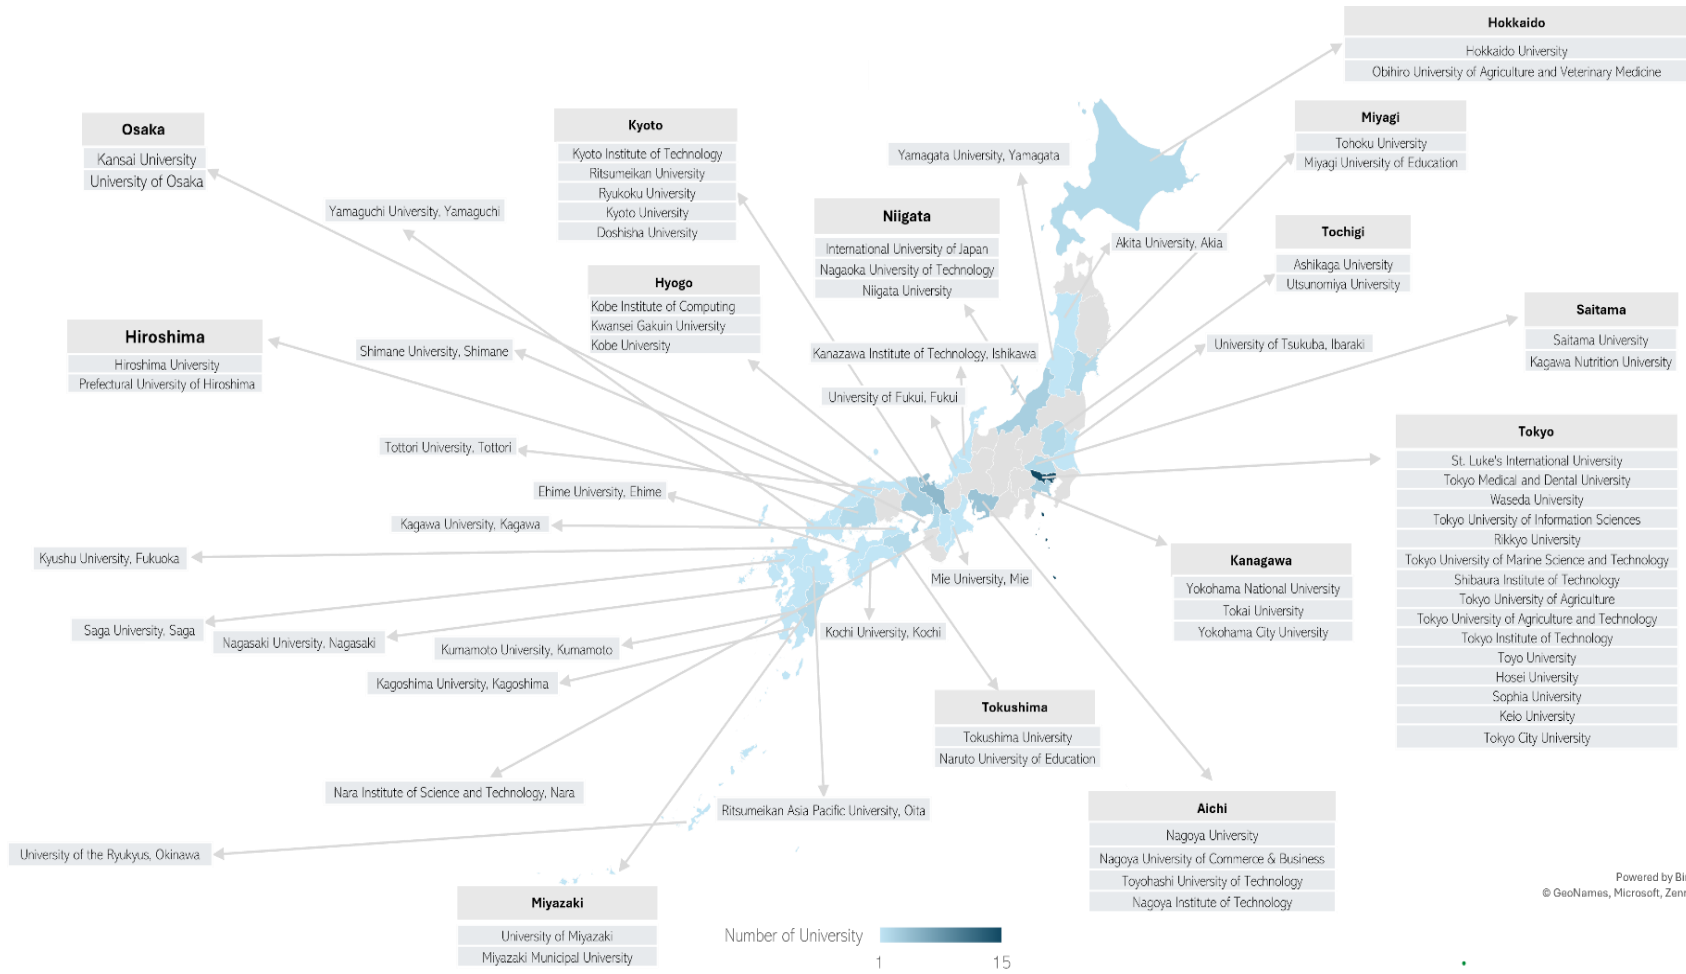 Hokkaido
Hokkaido University
Obihiro University of Agriculture and Veterinary Medicine
Miyagi
Tohoku University
Miyagi University of Education
Osaka
Kansai University
University of Osaka
Kyoto
Kyoto Institute of Technology
Ritsumeikan University
Ryukoku University
Kyoto University
Doshisha University
Yamagata University, Yamagata
Yamaguchi University, Yamaguchi
Niigata
International University of Japan
Nagaoka University of Technology
Niigata University
Akita University, Akia
Tochigi
Ashikaga University
Utsunomiya University
Hyogo
Kobe Institute of Computing
Kwansei Gakuin University
Kobe University
Saitama
Saitama University
Kagawa Nutrition University
Hiroshima
Hiroshima University
Prefectural University of Hiroshima
Shimane University, Shimane
Kanazawa Institute of Technology, Ishikawa
University of Tsukuba, Ibaraki
University of Fukui, Fukui
Tokyo
St. Luke's International University
Tokyo Medical and Dental University
Waseda University
Tokyo University of Information Sciences
Rikkyo University
Tokyo University of Marine Science and Technology
Shibaura Institute of Technology
Tokyo University of Agriculture
Tokyo University of Agriculture and Technology
Tokyo Institute of Technology
Toyo University
Hosei University
Sophia University
Keio University
Tokyo City University
Tottori University, Tottori
Ehime University, Ehime
Kagawa University, Kagawa
Kyushu University, Fukuoka
Kanagawa
Yokohama National University
Tokai University
Yokohama City University
Mie University, Mie
Saga University, Saga
Nagasaki University, Nagasaki
Kumamoto University, Kumamoto
Kochi University, Kochi
Kagoshima University, Kagoshima
Tokushima
Tokushima University
Naruto University of Education
Nara Institute of Science and Technology, Nara
Ritsumeikan Asia Pacific University, Oita
Aichi
Nagoya University
Nagoya University of Commerce & Business
Toyohashi University of Technology
Nagoya Institute of Technology
University of the Ryukyus, Okinawa
Miyazaki
University of Miyazaki
Miyazaki Municipal University
Number of University
1 15
Powered by Bi
© GeoNames, Microsoft, Zen